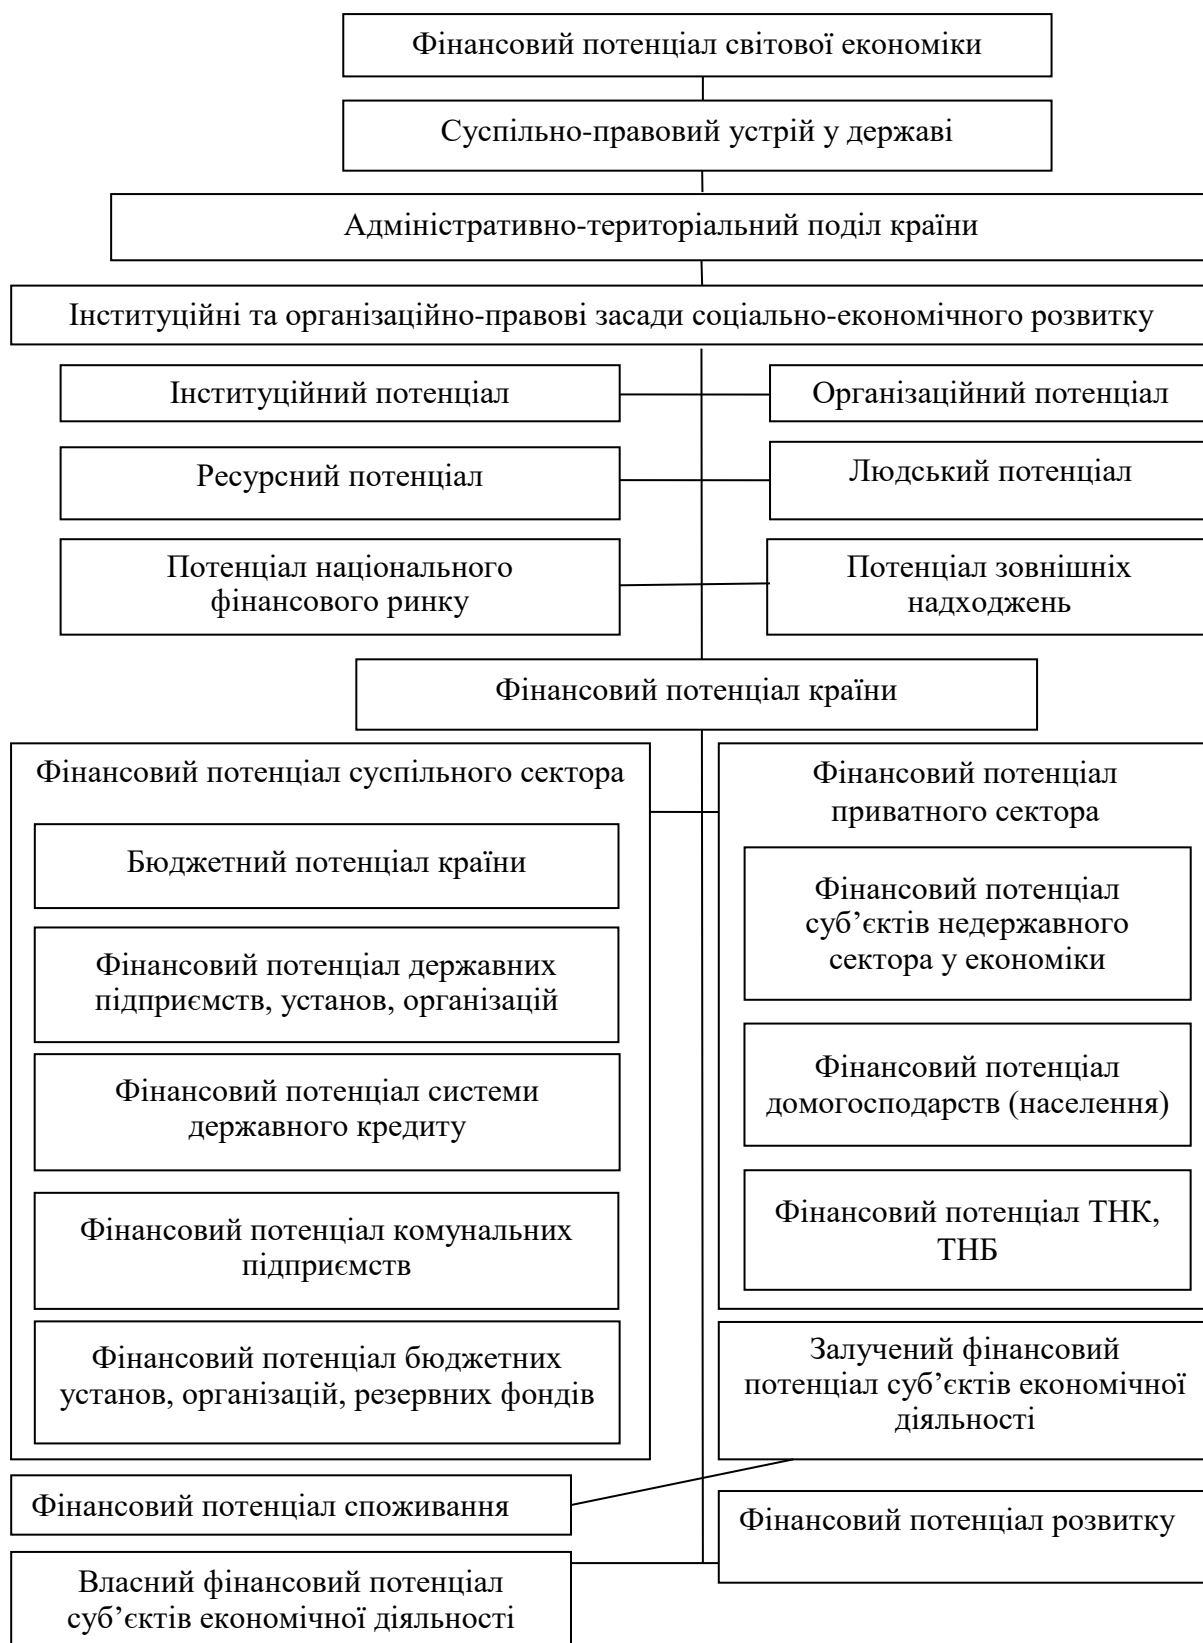 Фінансовий потенціал світової економіки
Суспільно-правовий устрій у державі
Адміністративно-територіальний поділ країни
Інституційні та організаційно-правові засади соціально-економічного розвитку
Інституційний потенціал
Організаційний потенціал
Ресурсний потенціал
Людський потенціал
Потенціал національного
фінансового ринку
Потенціал зовнішніх
надходжень
Фінансовий потенціал країни
Фінансовий потенціал суспільного сектора
Бюджетний потенціал країни
Фінансовий потенціал державних
підприємств, установ, організацій
Фінансовий потенціал системи
державного кредиту
Фінансовий потенціал комунальних
підприємств
Фінансовий потенціал бюджетних
установ, організацій, резервних фондів
Фінансовий потенціал
приватного сектора
Фінансовий потенціал
суб’єктів недержавного
сектора у економіки
Фінансовий потенціал
домогосподарств (населення)
Фінансовий потенціал ТНК,
ТНБ
Залучений фінансовий
потенціал суб’єктів економічної
діяльності
Фінансовий потенціал споживання
Фінансовий потенціал розвитку
Власний фінансовий потенціал
суб’єктів економічної діяльності